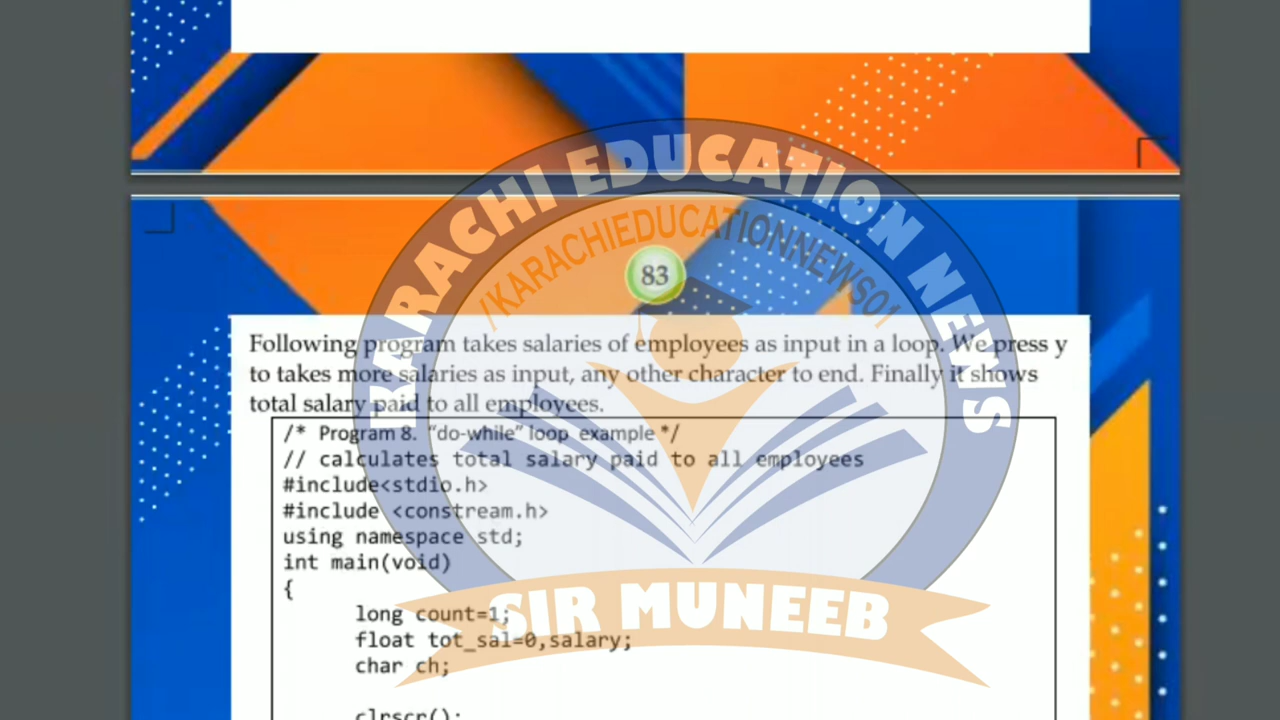 KARACHI EDUCATION NEWS
/KARACHIEDUCATIONNEWS01
83
Following program takes salaries of employees as input in a loop. We press y
to takes more salaries as input, any other character to end. Finally it shows
total salary paid to all employees.
/* Program 8. “do-while” loop example */
// calculates total salary paid to all employees
#include<stdio.h>
#include <constream.h>
using namespace std;
int main(void)
{
long count=1;
float tot_sal=0,salary;
char ch;
SIR MUNEEB
clrscr();